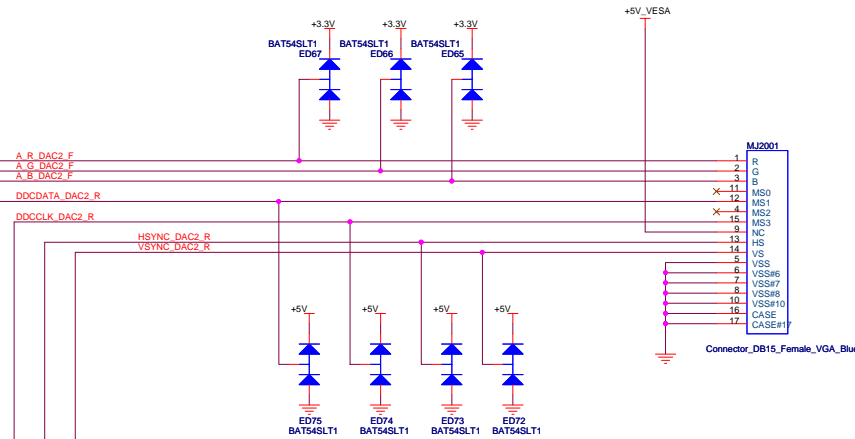 +5V_VESA
+3.3V +3.3V +3.3V
BAT54SLT1 BAT54SLT1 BAT54SLT1
ED67 ED66 ED65
MJ2001
A_R_DAC2_F 1 R
A_G_DAC2_F 2 G
A_B_DAC2_F 3 B
11 MS0
DDCDATA_DAC2_R 12 MS1
4 MS2
DDCCLK_DAC2_R 15 MS3
9 NC
HSYNC_DAC2_R 13 HS
VSYNC_DAC2_R 14 VS
5 VSS
6 VSS#6
7 VSS#7
8 VSS#8
10 VSS#10
16 CASE
17 CASE#17
+5V +5V +5V +5V
Connector_DB15_Female_VGA_Blue
ED75 ED74 ED73 ED72
BAT54SLT1 BAT54SLT1 BAT54SLT1 BAT54SLT1